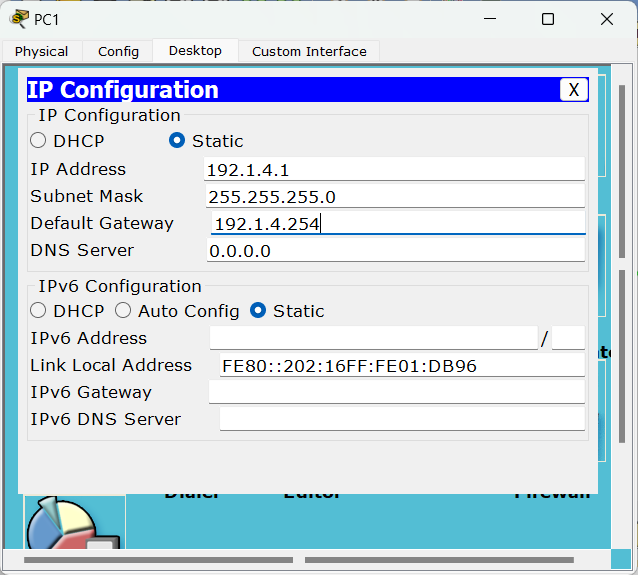 PC1
Physical Config Desktop Custom Interface
IP Configuration X
IP Configuration
DHCP Static
IP Address 192.1.4.1
Subnet Mask 255.255.255.0
Default Gateway 192.1.4.254
DNS Server 0.0.0.0
IPv6 Configuration
DHCP Auto Config Static
IPv6 Address /
Link Local Address FE80::202:16FF:FE01:DB96
IPv6 Gateway
IPv6 DNS Server
Dialer Editor Firewall